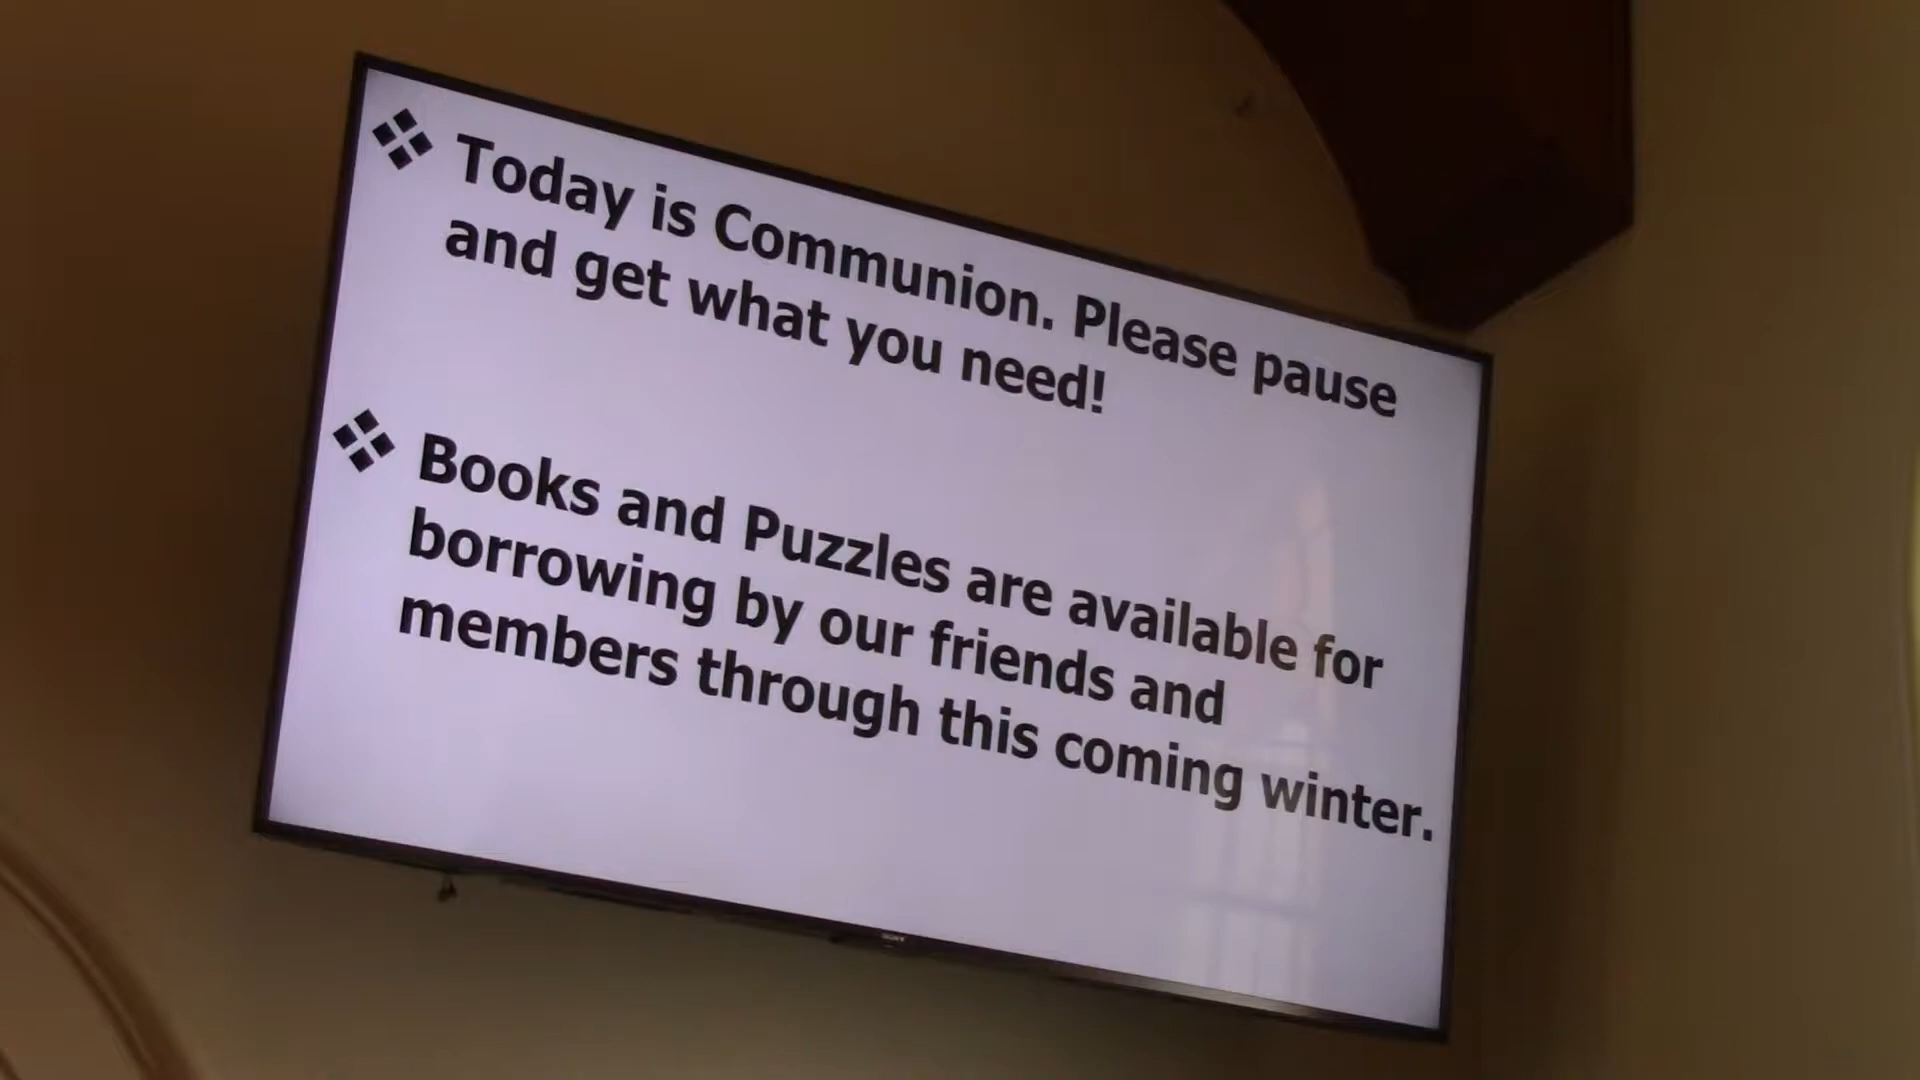 ❖ Today is Communion. Please pause
and get what you need!
❖ Books and Puzzles are available for
borrowing by our friends and
members through this coming winter.
SONY